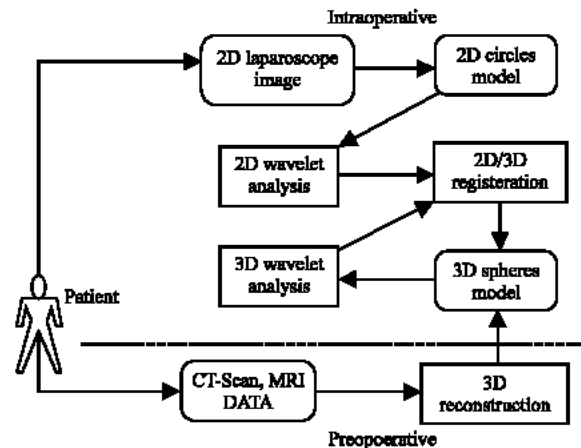 Intraoperative
2D laparoscope
image
2D circles
model
2D wavelet
analysis
2D/3D
registeration
3D wavelet
analysis
3D spheres
model
Patient
CT-Scan, MRI
DATA
3D
reconstruction
Preopoerative